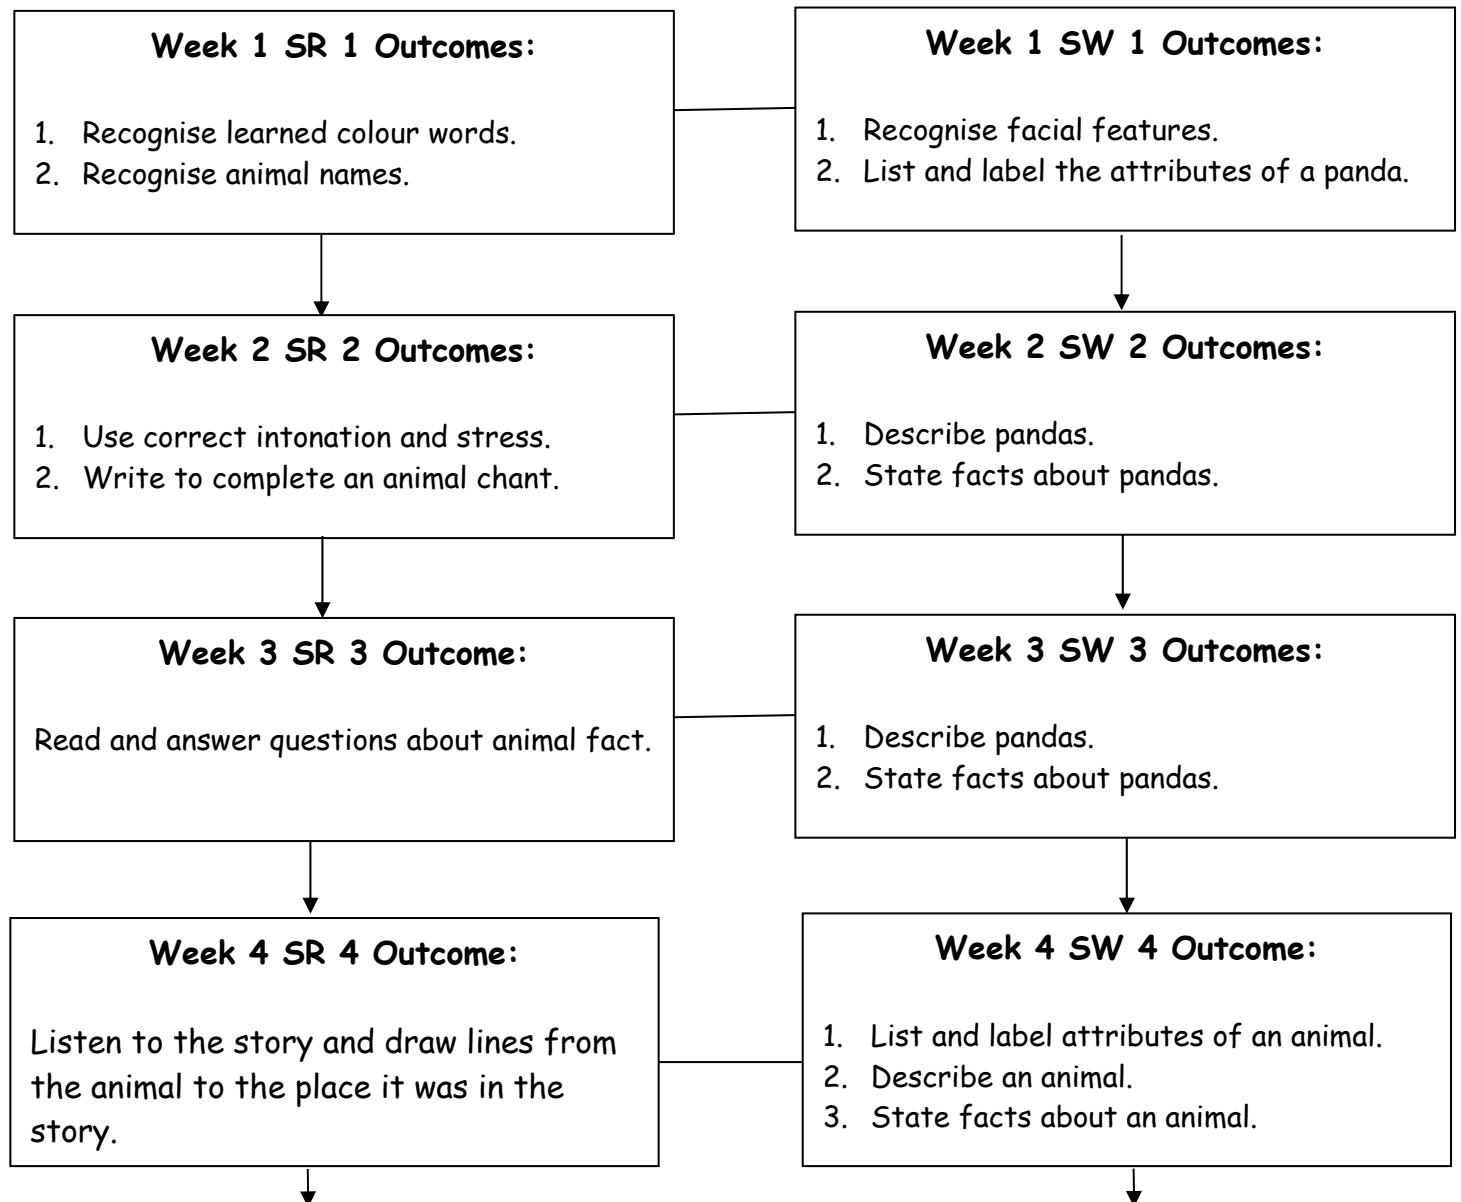 Week 1 SR 1 Outcomes:
1. Recognise learned colour words.
2. Recognise animal names.
Week 1 SW 1 Outcomes:
1. Recognise facial features.
2. List and label the attributes of a panda.
Week 2 SR 2 Outcomes:
1. Use correct intonation and stress.
2. Write to complete an animal chant.
Week 2 SW 2 Outcomes:
1. Describe pandas.
2. State facts about pandas.
Week 3 SR 3 Outcome:
Read and answer questions about animal fact.
Week 3 SW 3 Outcomes:
1. Describe pandas.
2. State facts about pandas.
Week 4 SR 4 Outcome:
Listen to the story and draw lines from
the animal to the place it was in the
story.
Week 4 SW 4 Outcome:
1. List and label attributes of an animal.
2. Describe an animal.
3. State facts about an animal.